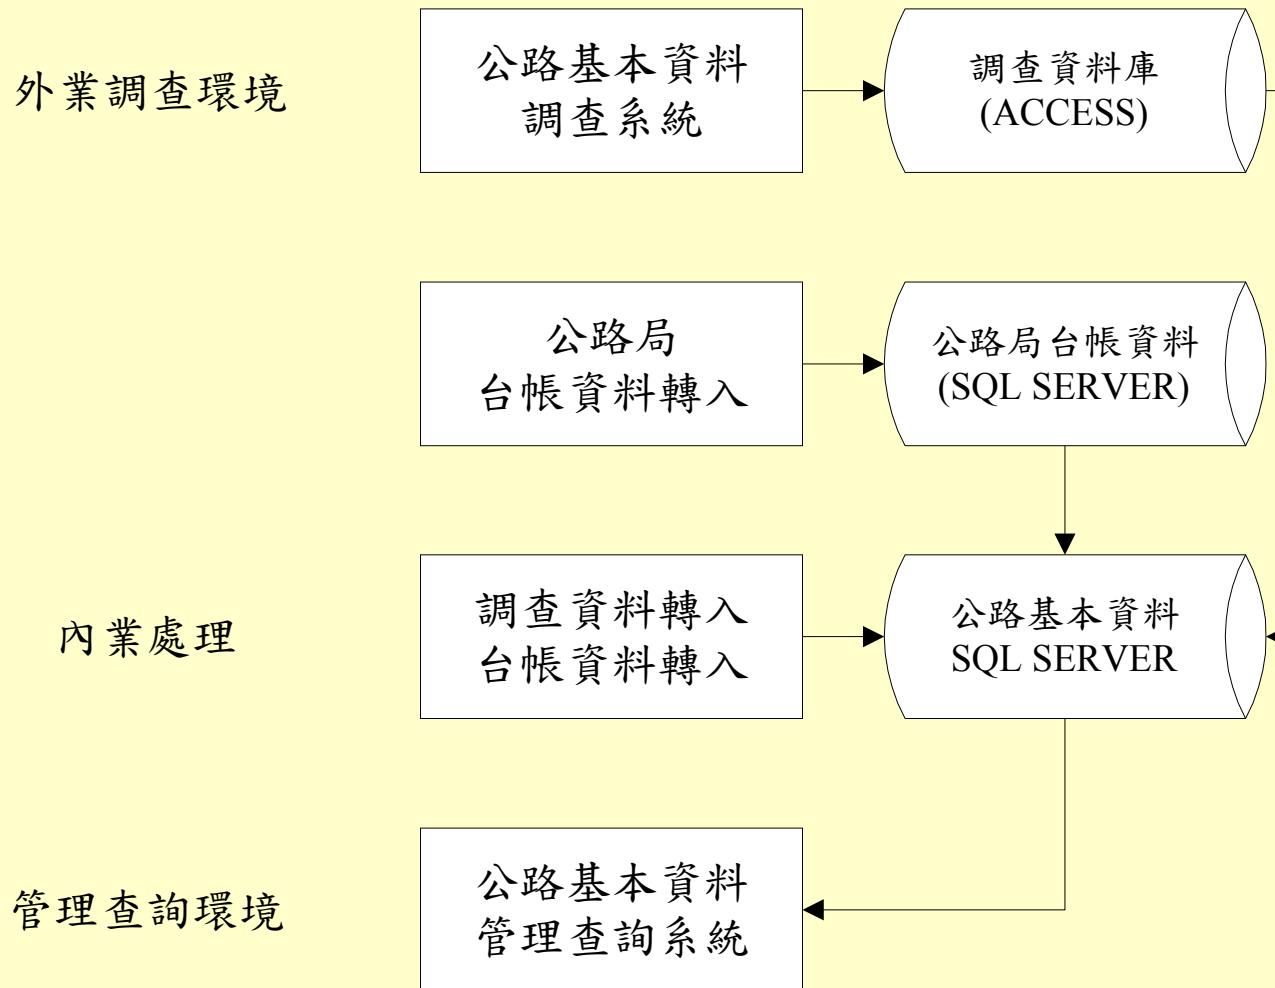 外業調查環境
公路基本資料
調查系統
調查資料庫
(ACCESS)
公路局
台帳資料轉入
公路局台帳資料
(SQL SERVER)
內業處理
調查資料轉入
台帳資料轉入
公路基本資料
SQL SERVER
管理查詢環境
公路基本資料
管理查詢系統